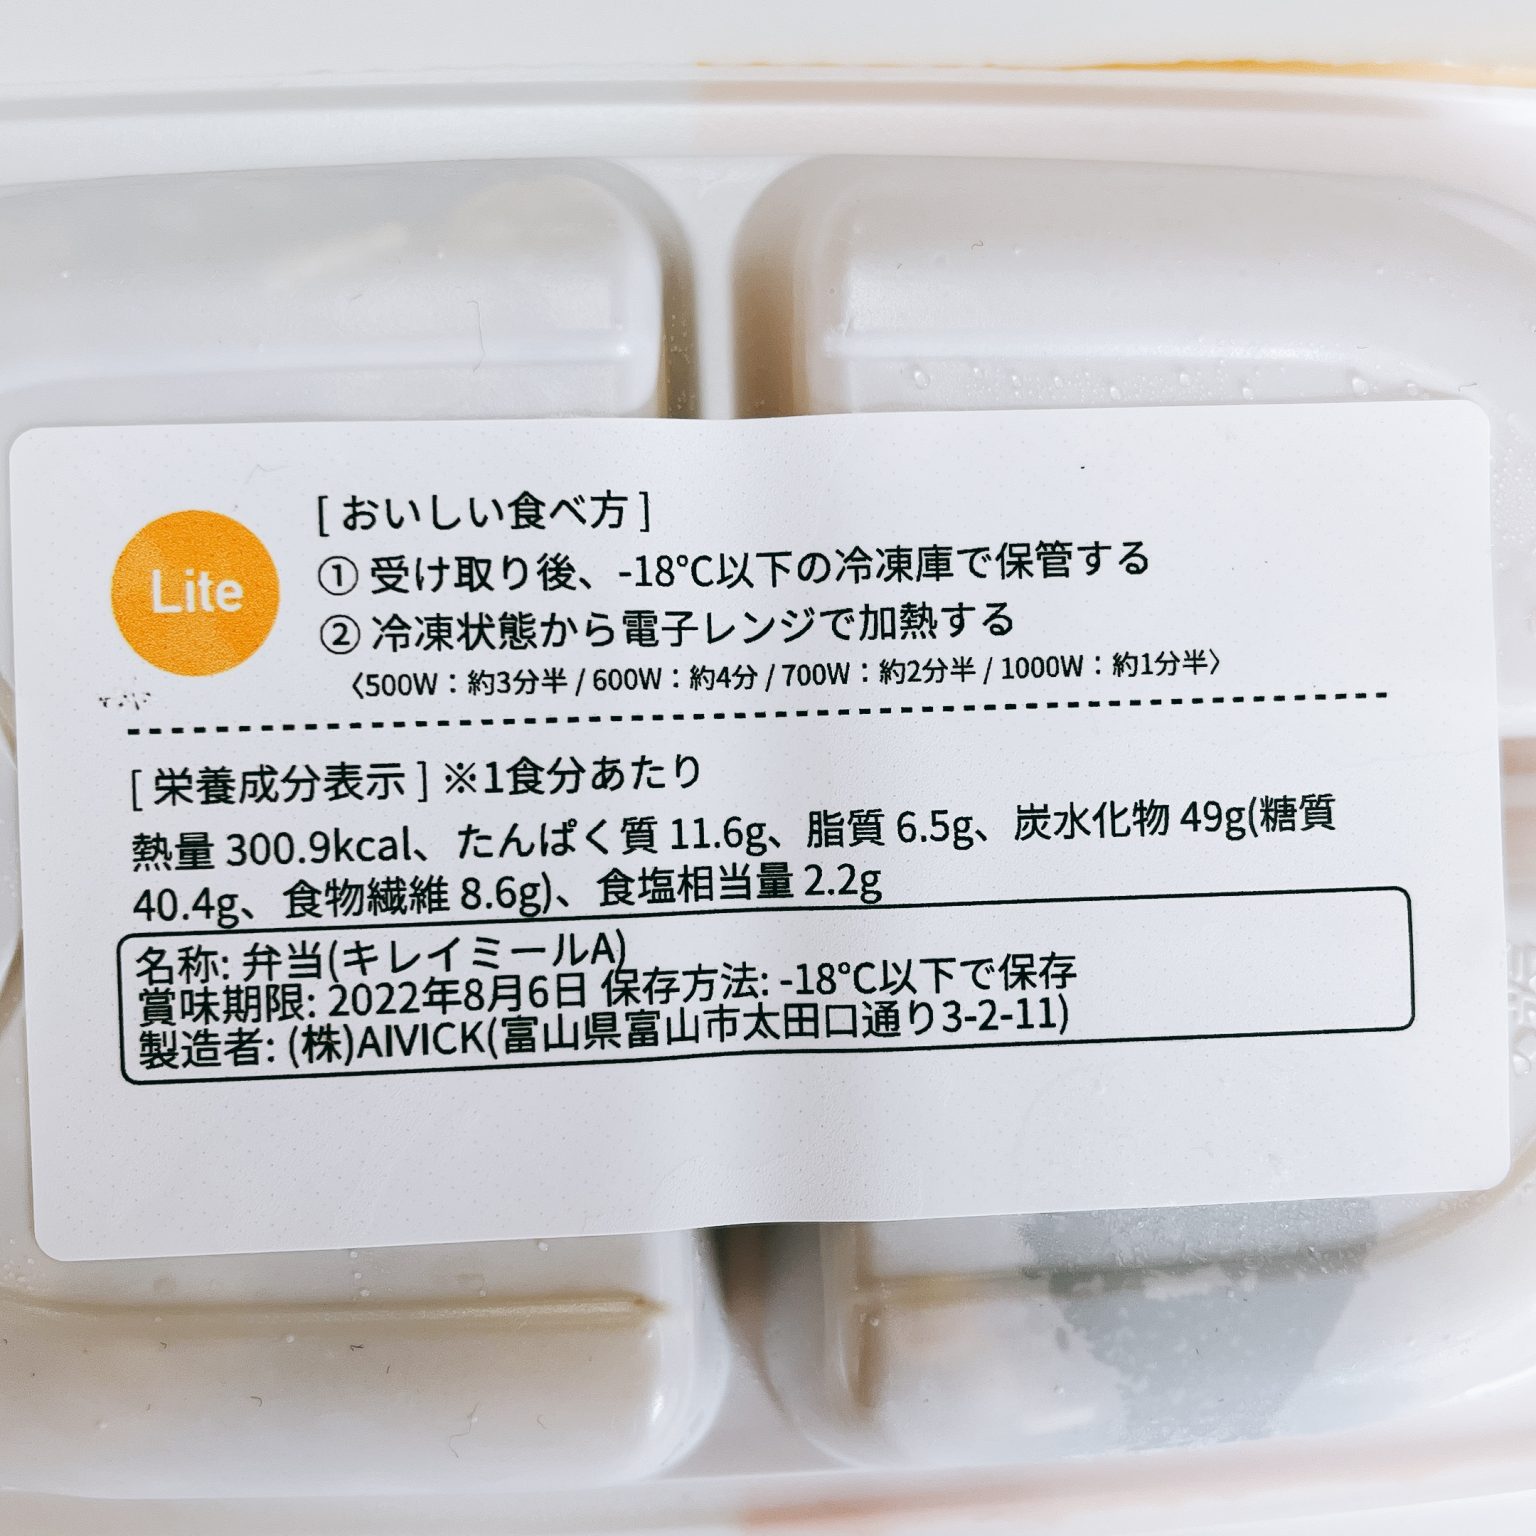 Lite
[ おいしい食べ方 ]
① 受け取り後、-18℃以下の冷凍庫で保管する
② 冷凍状態から電子レンジで加熱する
〈500W：約3分半 / 600W：約4分 / 700W：約2分半 / 1000W：約1分半〉
[ 栄養成分表示 ] ※1食分あたり
熱量 300.9kcal、たんぱく質 11.6g、脂質 6.5g、炭水化物 49g(糖質
40.4g、食物繊維 8.6g)、食塩相当量 2.2g
名称: 弁当(キレイミールA)
賞味期限: 2022年8月6日 保存方法: -18℃以下で保存
製造者: (株)AIVICK(富山県富山市太田口通り3-2-11)